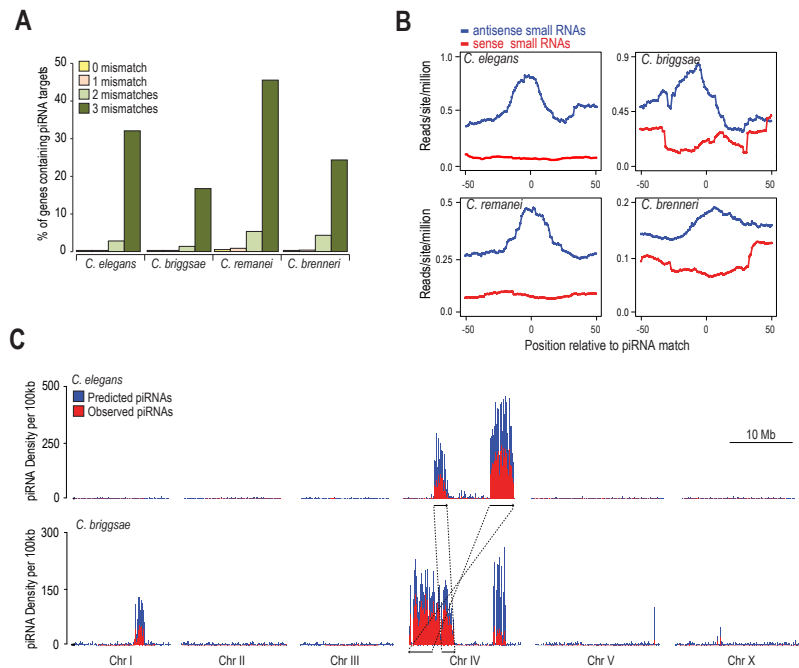 A
50
40
30
20
10
0
% of genes containing piRNA targets
0 mismatch
1 mismatch
2 mismatches
3 mismatches
C. elegans
C. briggsae
C. remanei
C. brenneri
B
antisense small RNAs
sense small RNAs
C. elegans
1.0
0.5
0.0
Reads/site/million
-50 0 50
C. briggsae
0.9
0.45
0
-50 0 50
C. remanei
0.5
0.25
0.0
Reads/site/million
-50 0 50
C. brenneri
0.2
0.1
0.0
-50 0 50
Position relative to piRNA match
C
C. elegans
Predicted piRNAs
Observed piRNAs
500
250
0
piRNA Density per 100kb
10 Mb
C. briggsae
300
150
0
piRNA Density per 100kb
Chr I
Chr II
Chr III
Chr IV
Chr V
Chr X